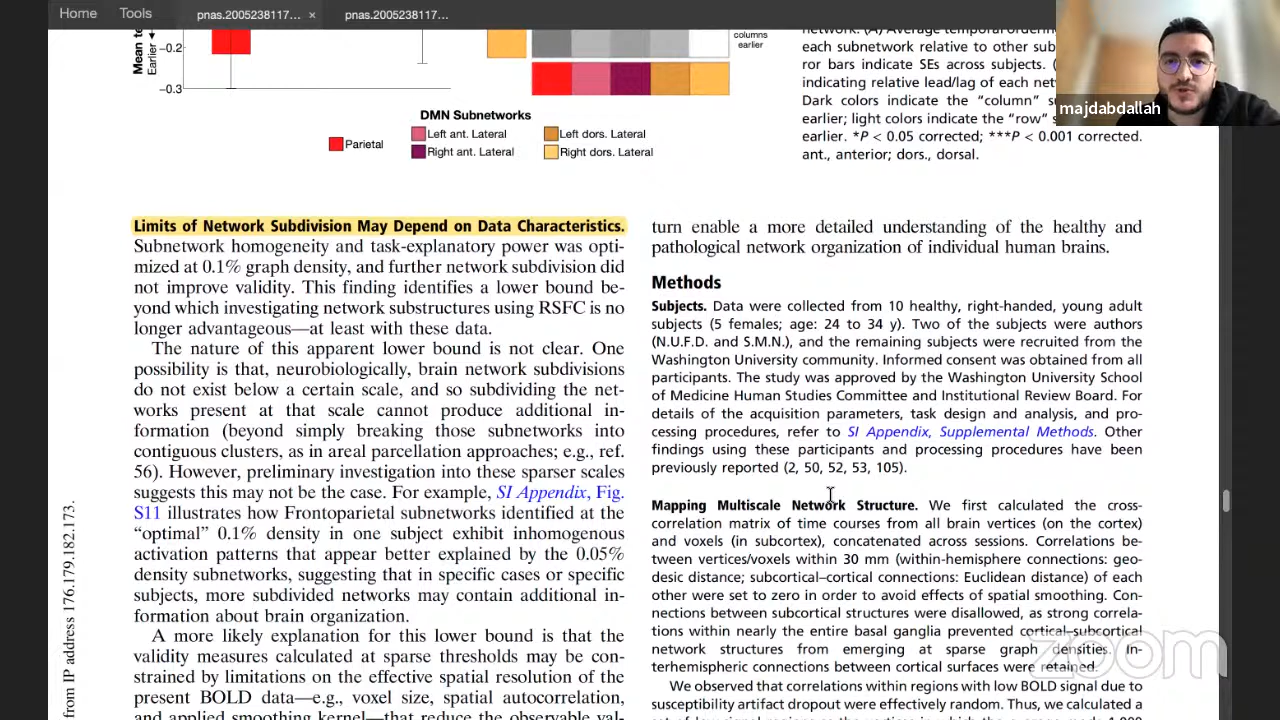 Home
Tools
pnas.2005238117... ×
pnas.2005238117...
majdabdallah
Mean te
Earlier
−0.2
−0.3
columns
earlier
DMN Subnetworks
Parietal
Left ant. Lateral
Right ant. Lateral
Left dors. Lateral
Right dors. Lateral
network. (A) Average temporal ordering
each subnetwork relative to other sub
ror bars indicate SEs across subjects. (
indicating relative lead/lag of each net
Dark colors indicate the “column” s
earlier; light colors indicate the “row” s
earlier. *P < 0.05 corrected; ***P < 0.001 corrected.
ant., anterior; dors., dorsal.
Limits of Network Subdivision May Depend on Data Characteristics.
Subnetwork homogeneity and task-explanatory power was opti-
mized at 0.1% graph density, and further network subdivision did
not improve validity. This finding identifies a lower bound be-
yond which investigating network substructures using RSFC is no
longer advantageous—at least with these data.
The nature of this apparent lower bound is not clear. One
possibility is that, neurobiologically, brain network subdivisions
do not exist below a certain scale, and so subdividing the net-
works present at that scale cannot produce additional in-
formation (beyond simply breaking those subnetworks into
contiguous clusters, as in areal parcellation approaches; e.g., ref.
56). However, preliminary investigation into these sparser scales
suggests this may not be the case. For example, SI Appendix, Fig.
S11 illustrates how Frontoparietal subnetworks identified at the
“optimal” 0.1% density in one subject exhibit inhomogenous
activation patterns that appear better explained by the 0.05%
density subnetworks, suggesting that in specific cases or specific
subjects, more subdivided networks may contain additional in-
formation about brain organization.
A more likely explanation for this lower bound is that the
validity measures calculated at sparse thresholds may be con-
strained by limitations on the effective spatial resolution of the
present BOLD data—e.g., voxel size, spatial autocorrelation,
and applied smoothing kernel—that reduce the observable val-
turn enable a more detailed understanding of the healthy and
pathological network organization of individual human brains.
Methods
Subjects. Data were collected from 10 healthy, right-handed, young adult
subjects (5 females; age: 24 to 34 y). Two of the subjects were authors
(N.U.F.D. and S.M.N.), and the remaining subjects were recruited from the
Washington University community. Informed consent was obtained from all
participants. The study was approved by the Washington University School
of Medicine Human Studies Committee and Institutional Review Board. For
details of the acquisition parameters, task design and analysis, and pro-
cessing procedures, refer to SI Appendix, Supplemental Methods. Other
findings using these participants and processing procedures have been
previously reported (2, 50, 52, 53, 105).
Mapping Multiscale Network Structure. We first calculated the cross-
correlation matrix of time courses from all brain vertices (on the cortex)
and voxels (in subcortex), concatenated across sessions. Correlations be-
tween vertices/voxels within 30 mm (within-hemisphere connections: geo-
desic distance; subcortical–cortical connections: Euclidean distance) of each
other were set to zero in order to avoid effects of spatial smoothing. Con-
nections between subcortical structures were disallowed, as strong correla-
tions within nearly the entire basal ganglia prevented cortical–subcortical
network structures from emerging at sparse graph densities. In-
terhemispheric connections between cortical surfaces were retained.
We observed that correlations within regions with low BOLD signal due to
susceptibility artifact dropout were effectively random. Thus, we calculated a
from IP address 176.179.182.173.
zoom